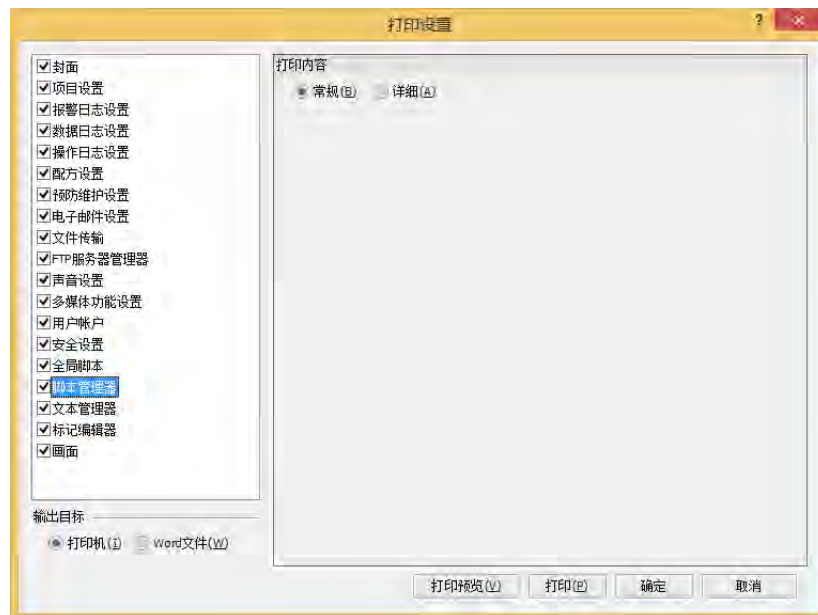 打印设置
?
封面
项目设置
报警日志设置
数据日志设置
操作日志设置
配方设置
预防维护设置
电子邮件设置
文件传输
FTP服务器管理器
声音设置
多媒体功能设置
用户帐户
安全设置
全局脚本
脚本管理器
文本管理器
标记编辑器
画面
打印内容
常规(B) 详细(A)
输出目标
打印机(I) Word文件(W)
打印预览(V) 打印(P) 确定 取消